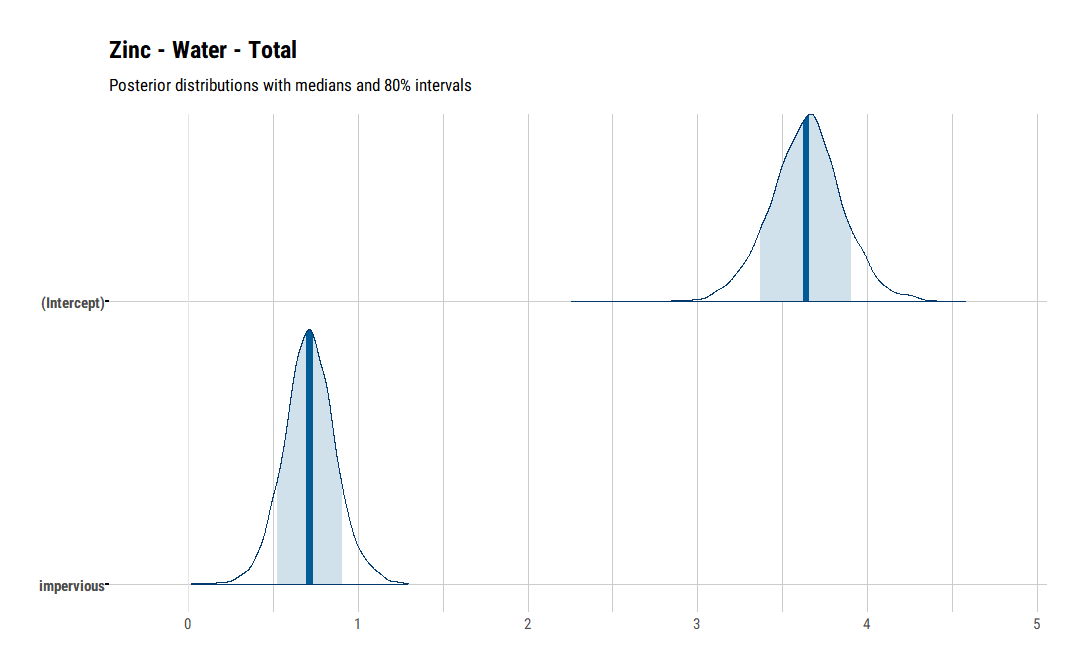 Zinc - Water - Total
Posterior distributions with medians and 80% intervals
(Intercept)
impervious
0 1 2 3 4 5